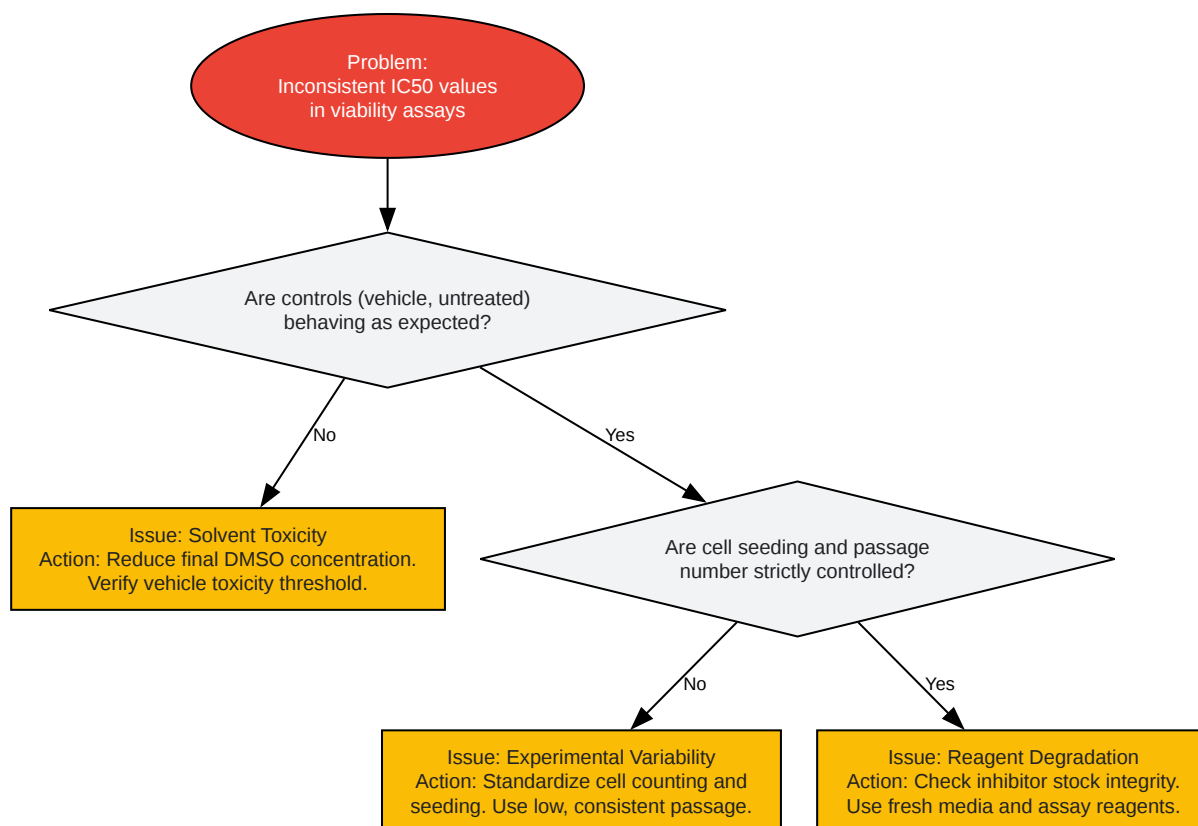 Problem:
Inconsistent IC50 values
in viability assays
Are controls (vehicle, untreated)
behaving as expected?
No
Yes
Issue: Solvent Toxicity
Action: Reduce final DMSO concentration.
Verify vehicle toxicity threshold.
Are cell seeding and passage
number strictly controlled?
No
Yes
Issue: Experimental Variability
Action: Standardize cell counting and
seeding. Use low, consistent passage.
Issue: Reagent Degradation
Action: Check inhibitor stock integrity.
Use fresh media and assay reagents.